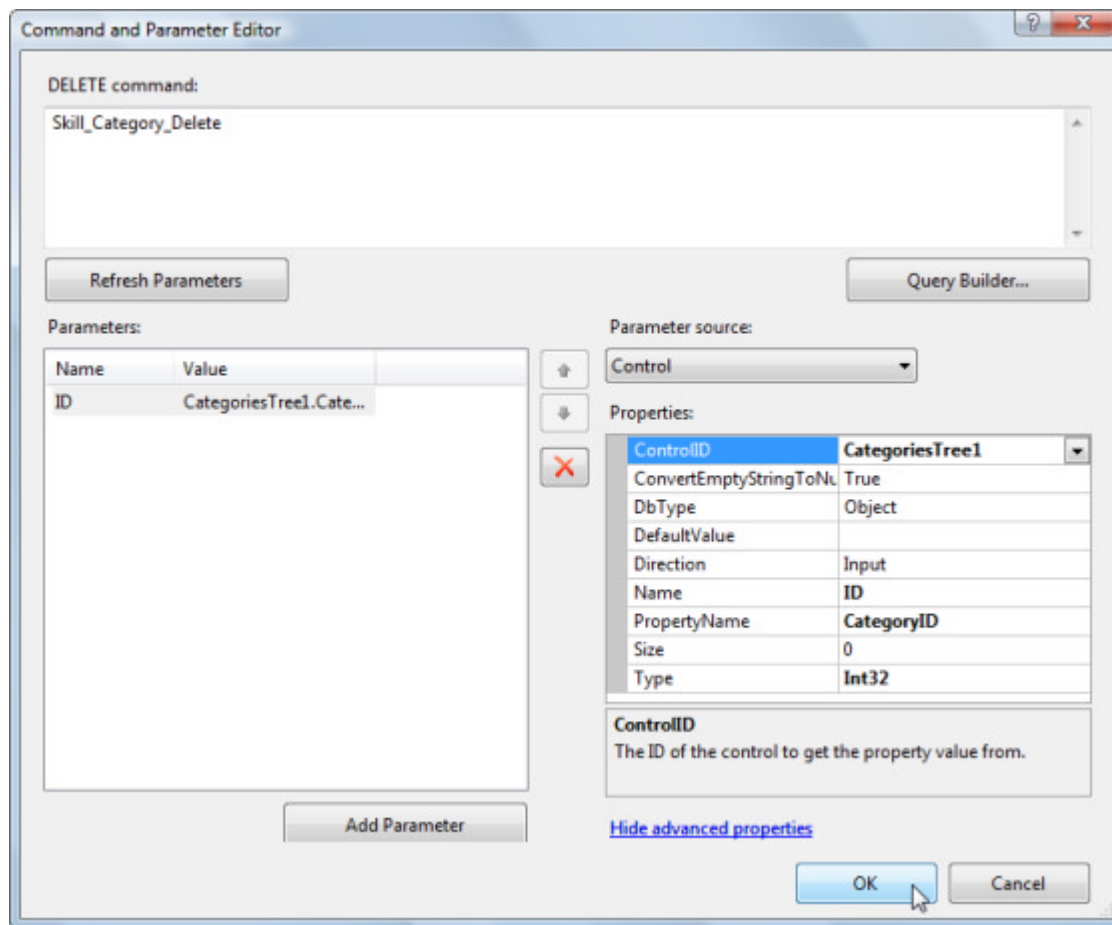 Command and Parameter Editor
DELETE command:
Skill_Category_Delete
Refresh Parameters
Query Builder...
Parameters:
Name Value
ID CategoriesTree1.Cate...
Add Parameter
Parameter source:
Control
Properties:
ControlID CategoriesTree1
ConvertEmptyStringToNu True
DbType Object
DefaultValue
Direction Input
Name ID
PropertyName CategoryID
Size 0
Type Int32
ControlID
The ID of the control to get the property value from.
Hide advanced properties
OK Cancel